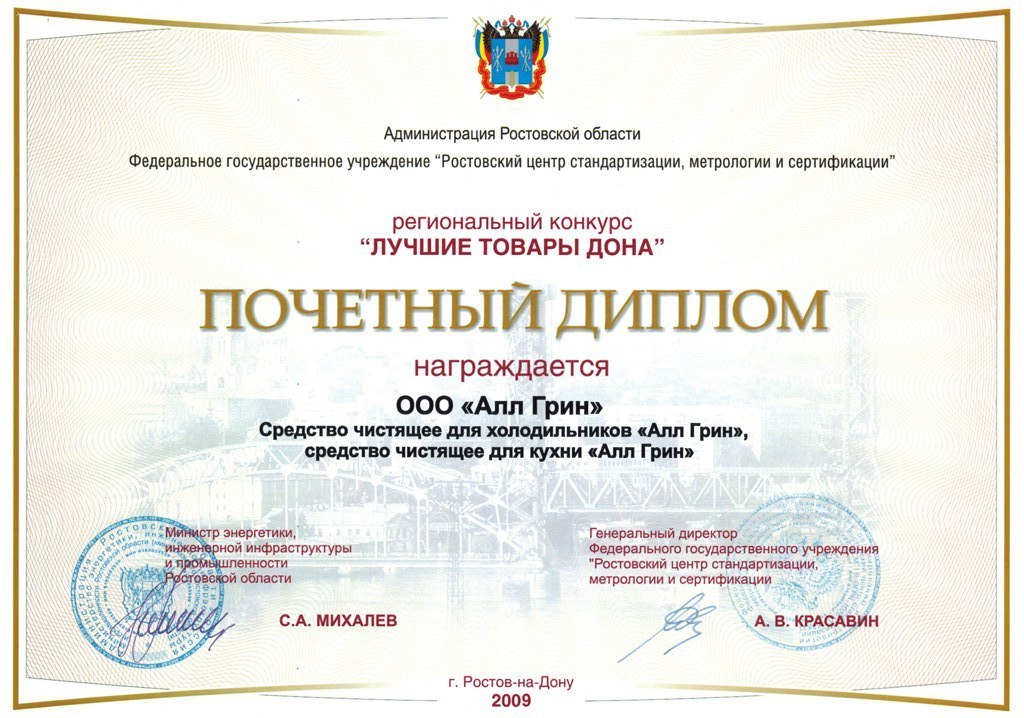 Администрация Ростовской области
Федеральное государственное учреждение “Ростовский центр стандартизации, метрологии и сертификации”
региональный конкурс
“ЛУЧШИЕ ТОВАРЫ ДОНА”
ПОЧЕТНЫЙ ДИПЛОМ
награждается
ООО «Алл Грин»
Средство чистящее для холодильников «Алл Грин»,
средство чистящее для кухни «Алл Грин»
Министр энергетики,
инженерной инфраструктуры
и промышленности
Ростовской области
С.А. МИХАЛЕВ
Генеральный директор
Федерального государственного учреждения
"Ростовский центр стандартизации,
метрологии и сертификации
А. В. КРАСАВИН
г. Ростов-на-Дону
2009